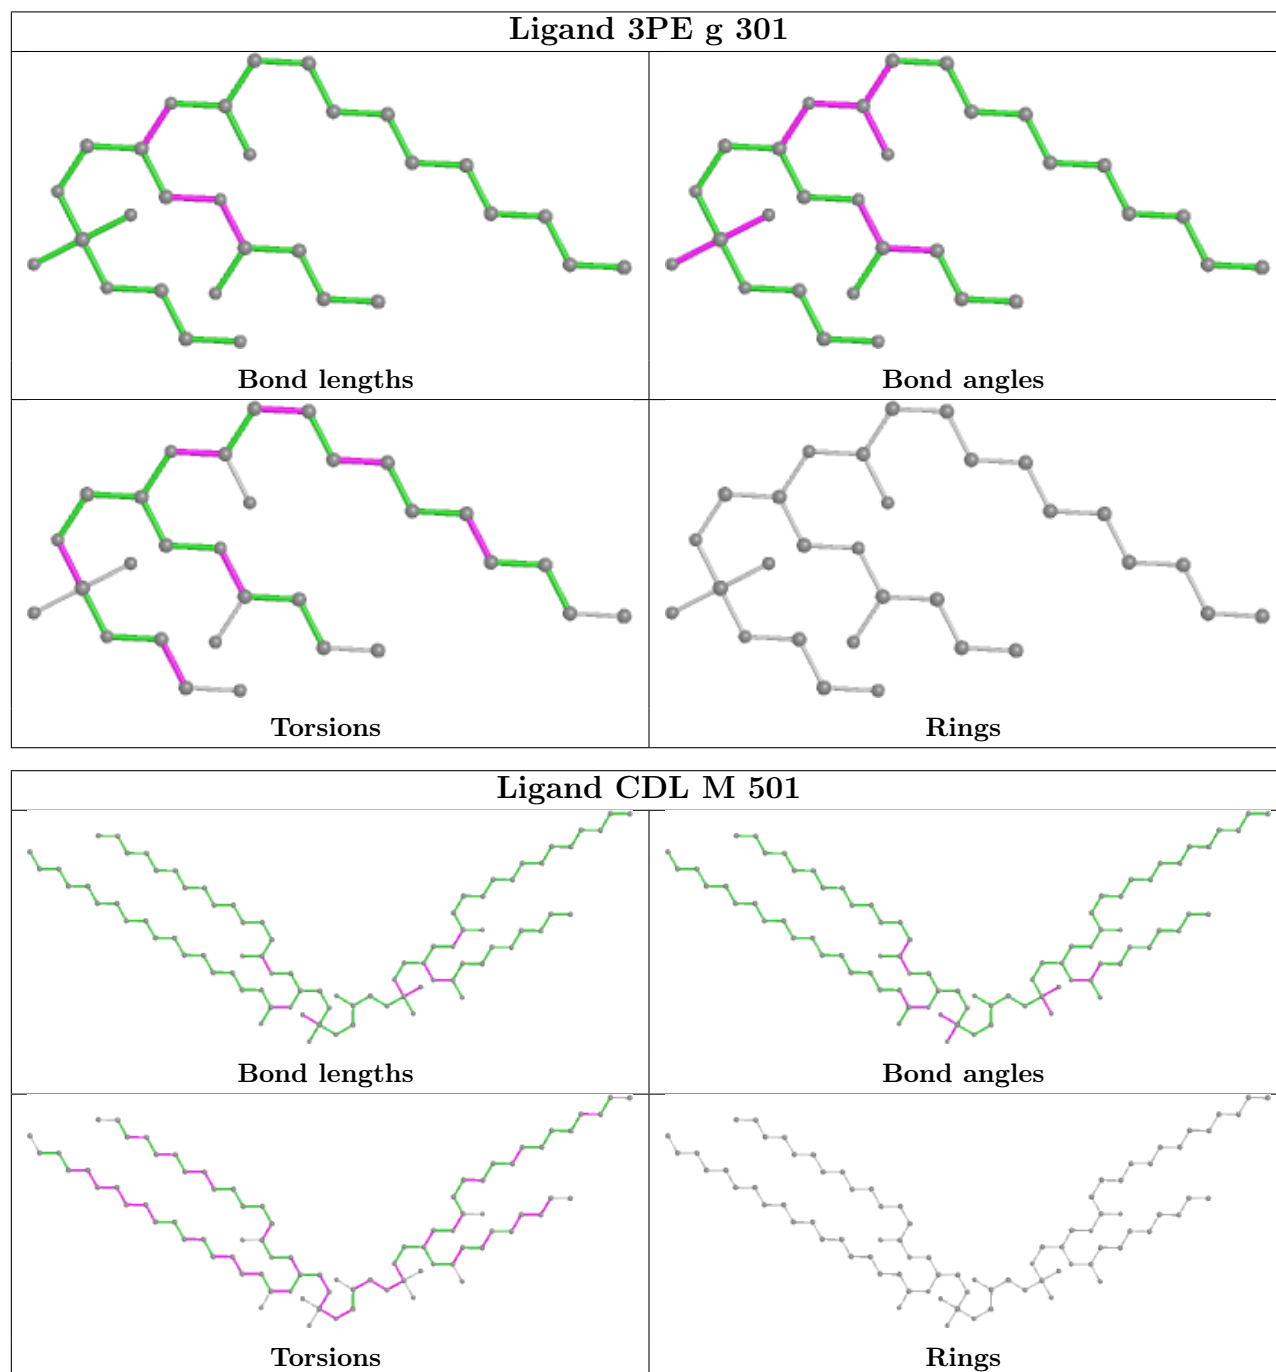 Ligand 3PE g 301
Bond lengths
Bond angles
Torsions
Rings
Ligand CDL M 501
Bond lengths
Bond angles
Torsions
Rings